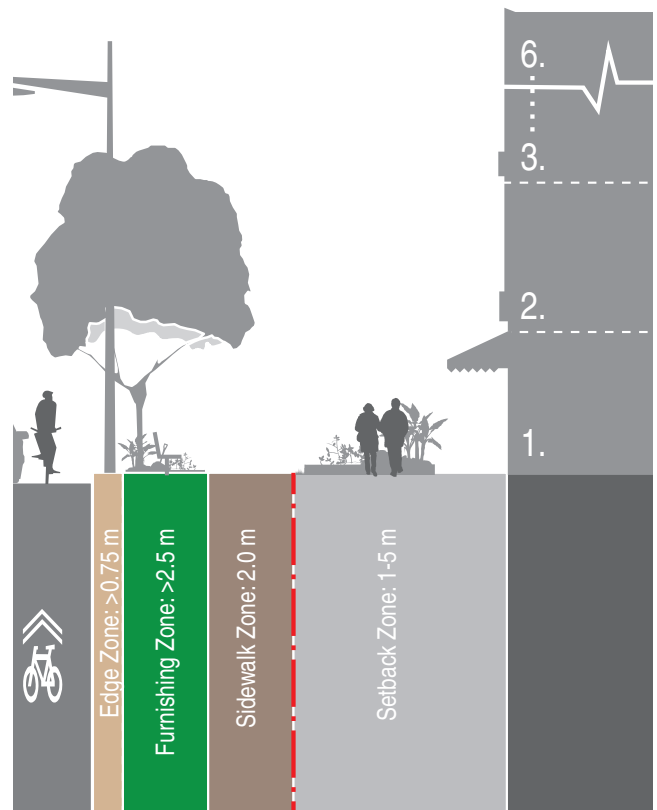 6.
3.
2.
1.
Edge Zone: >0.75 m
Furnishing Zone: >2.5 m
Sidewalk Zone: 2.0 m
Setback Zone: 1-5 m